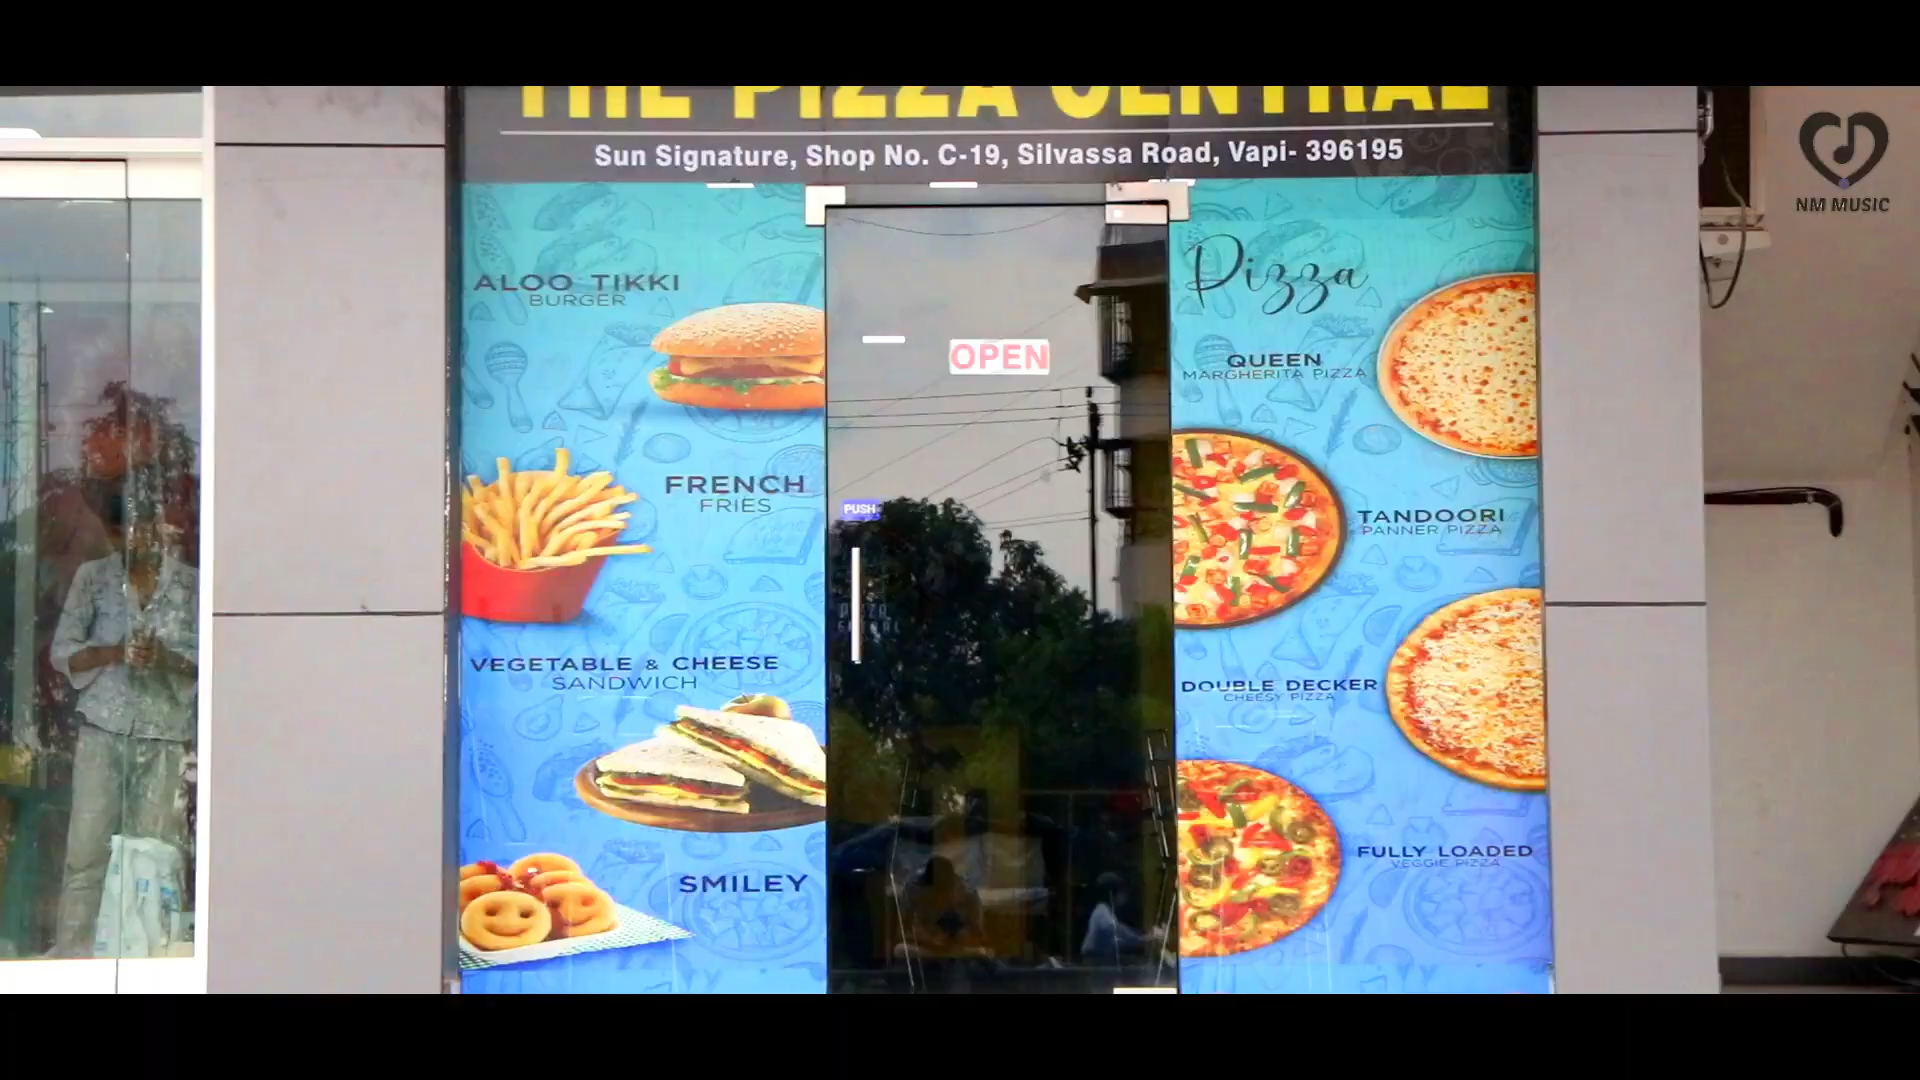 THE PIZZA CENTRAL
Sun Signature, Shop No. C-19, Silvassa Road, Vapi- 396195
NM MUSIC
ALOO TIKKI
BURGER
FRENCH
FRIES
VEGETABLE & CHEESE
SANDWICH
SMILEY
OPEN
PUSH
Pizza
QUEEN
MARGHERITA PIZZA
TANDOORI
PANNER PIZZA
DOUBLE DECKER
CHEESY PIZZA
FULLY LOADED
VEGGIE PIZZA